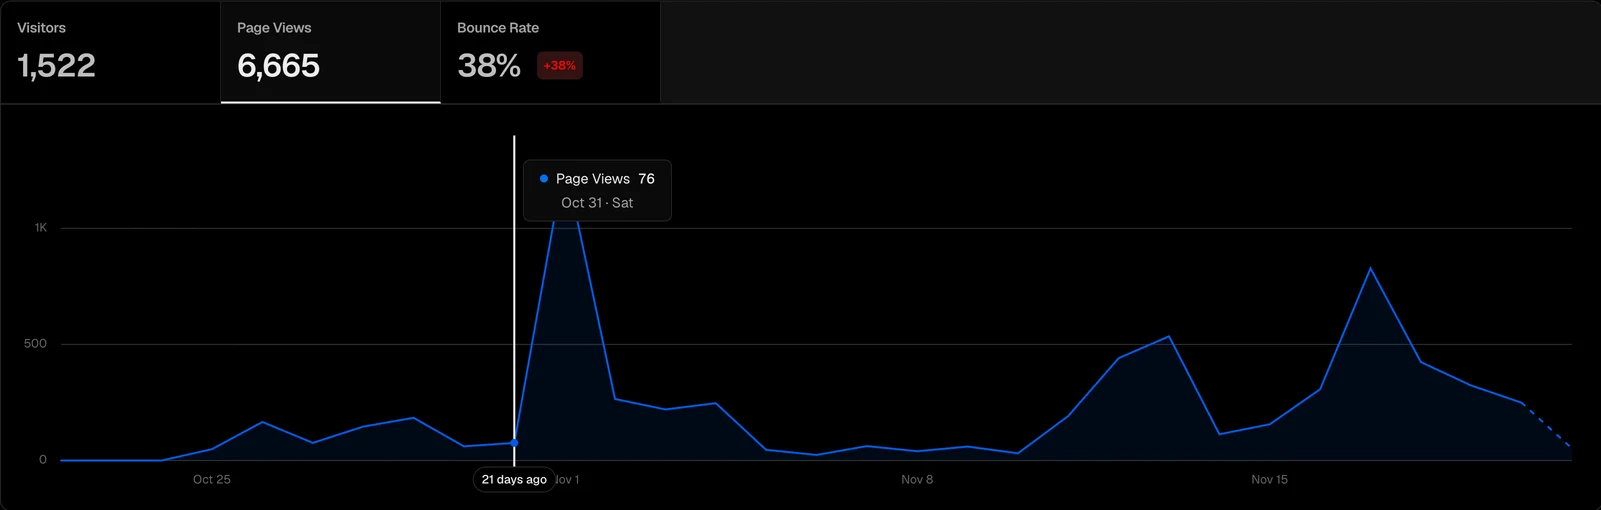 Visitors
1,522
Page Views
6,665
Bounce Rate
38% +38%
Page Views 76
Oct 31 · Sat
1K
500
0
Oct 25
21 days ago
Nov 8
Nov 15